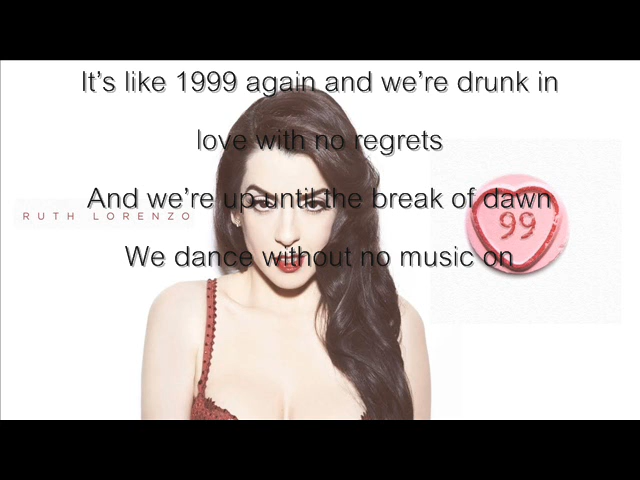 It’s like 1999 again and we’re drunk in
love with no regrets
And we’re up until the break of dawn
RUTH LORENZO
99
We dance without no music on